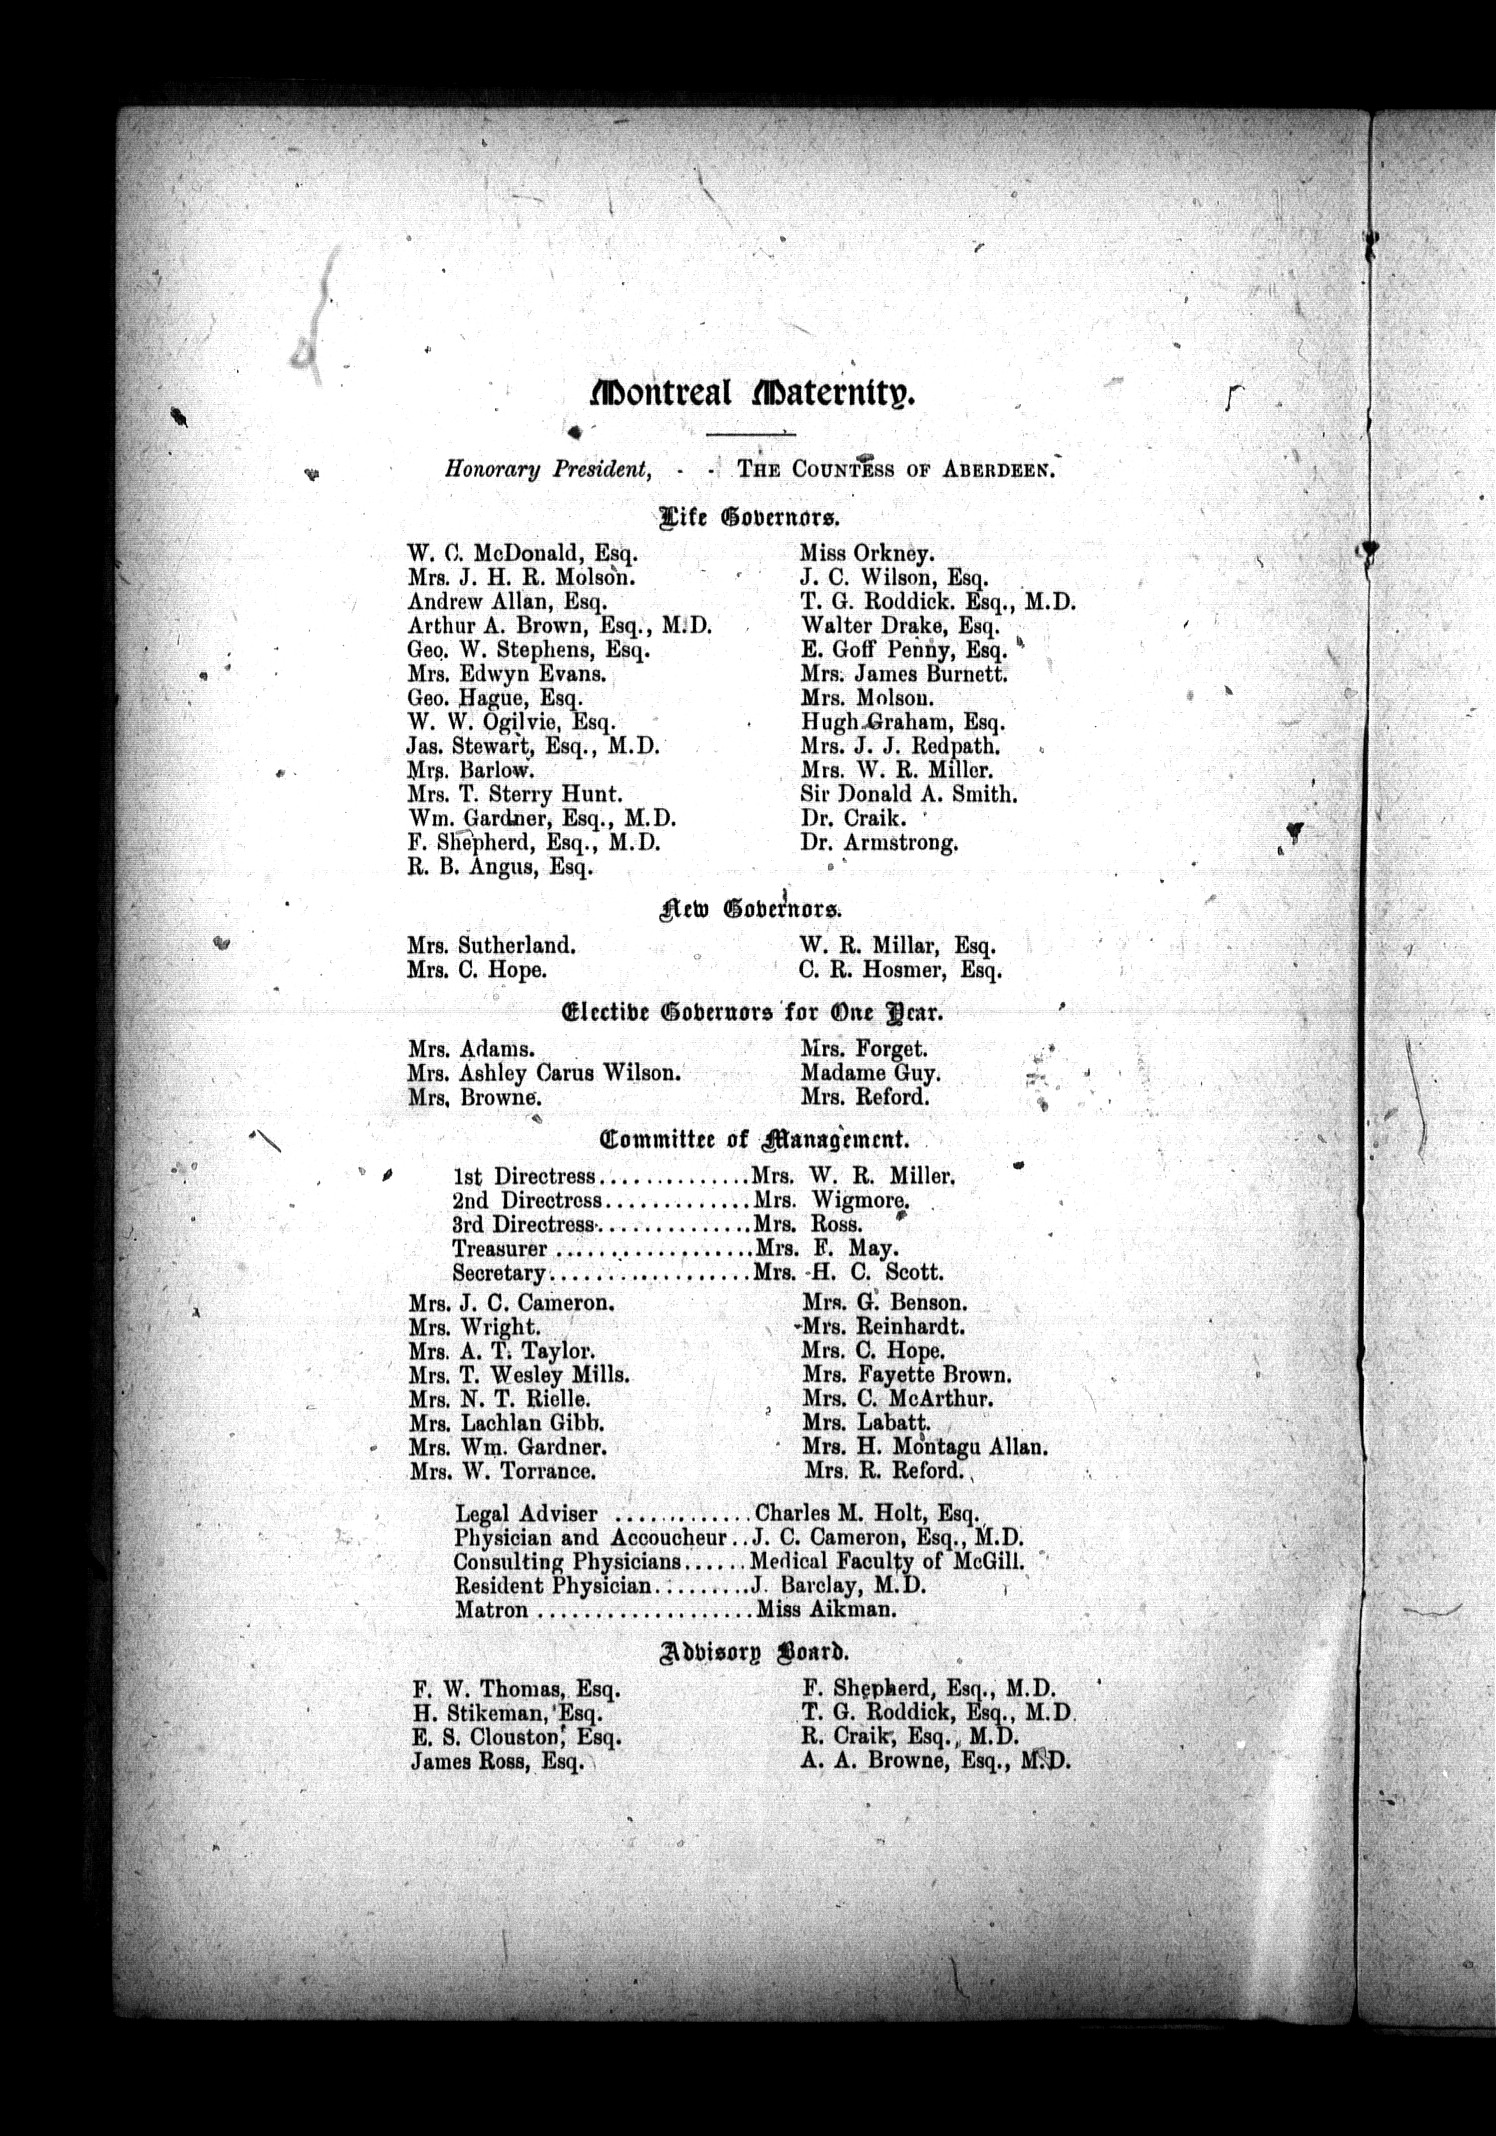 Montreal Maternity.
Honorary President, - - THE COUNTESS OF ABERDEEN.
Life Governors.
W. C. McDonald, Esq.
Mrs. J. H. R. Molson.
Andrew Allan, Esq.
Arthur A. Brown, Esq., M.D.
Geo. W. Stephens, Esq.
Mrs. Edwyn Evans.
Geo. Hague, Esq.
W. W. Ogilvie, Esq.
Jas. Stewart, Esq., M.D.
Mrs. Barlow.
Mrs. T. Sterry Hunt.
Wm. Gardner, Esq., M.D.
F. Shepherd, Esq., M.D.
R. B. Angus, Esq.
Miss Orkney.
J. C. Wilson, Esq.
T. G. Roddick. Esq., M.D.
Walter Drake, Esq.
E. Goff Penny, Esq.
Mrs. James Burnett.
Mrs. Molson.
Hugh Graham, Esq.
Mrs. J. J. Redpath.
Mrs. W. R. Miller.
Sir Donald A. Smith.
Dr. Craik.
Dr. Armstrong.
New Governors.
Mrs. Sutherland.
Mrs. C. Hope.
W. R. Millar, Esq.
C. R. Hosmer, Esq.
Elective Governors for One Year.
Mrs. Adams.
Mrs. Ashley Carus Wilson.
Mrs. Browne.
Mrs. Forget.
Madame Guy.
Mrs. Reford.
Committee of Management.
1st Directress..............Mrs. W. R. Miller.
2nd Directress.............Mrs. Wigmore.
3rd Directress..............Mrs. Ross.
Treasurer ..................Mrs. F. May.
Secretary..................Mrs. H. C. Scott.
Mrs. J. C. Cameron.
Mrs. Wright.
Mrs. A. T. Taylor.
Mrs. T. Wesley Mills.
Mrs. N. T. Rielle.
Mrs. Lachlan Gibb.
Mrs. Wm. Gardner.
Mrs. W. Torrance.
Mrs. G. Benson.
Mrs. Reinhardt.
Mrs. C. Hope.
Mrs. Fayette Brown.
Mrs. C. McArthur.
Mrs. Labatt.
Mrs. H. Montagu Allan.
Mrs. R. Reford.
Legal Adviser ............Charles M. Holt, Esq.
Physician and Accoucheur..J. C. Cameron, Esq., M.D.
Consulting Physicians......Medical Faculty of McGill.
Resident Physician.........J. Barclay, M.D.
Matron ...................Miss Aikman.
Advisory Board.
F. W. Thomas, Esq.
H. Stikeman, Esq.
E. S. Clouston, Esq.
James Ross, Esq.
F. Shepherd, Esq., M.D.
T. G. Roddick, Esq., M.D.
R. Craik, Esq., M.D.
A. A. Browne, Esq., M.D.